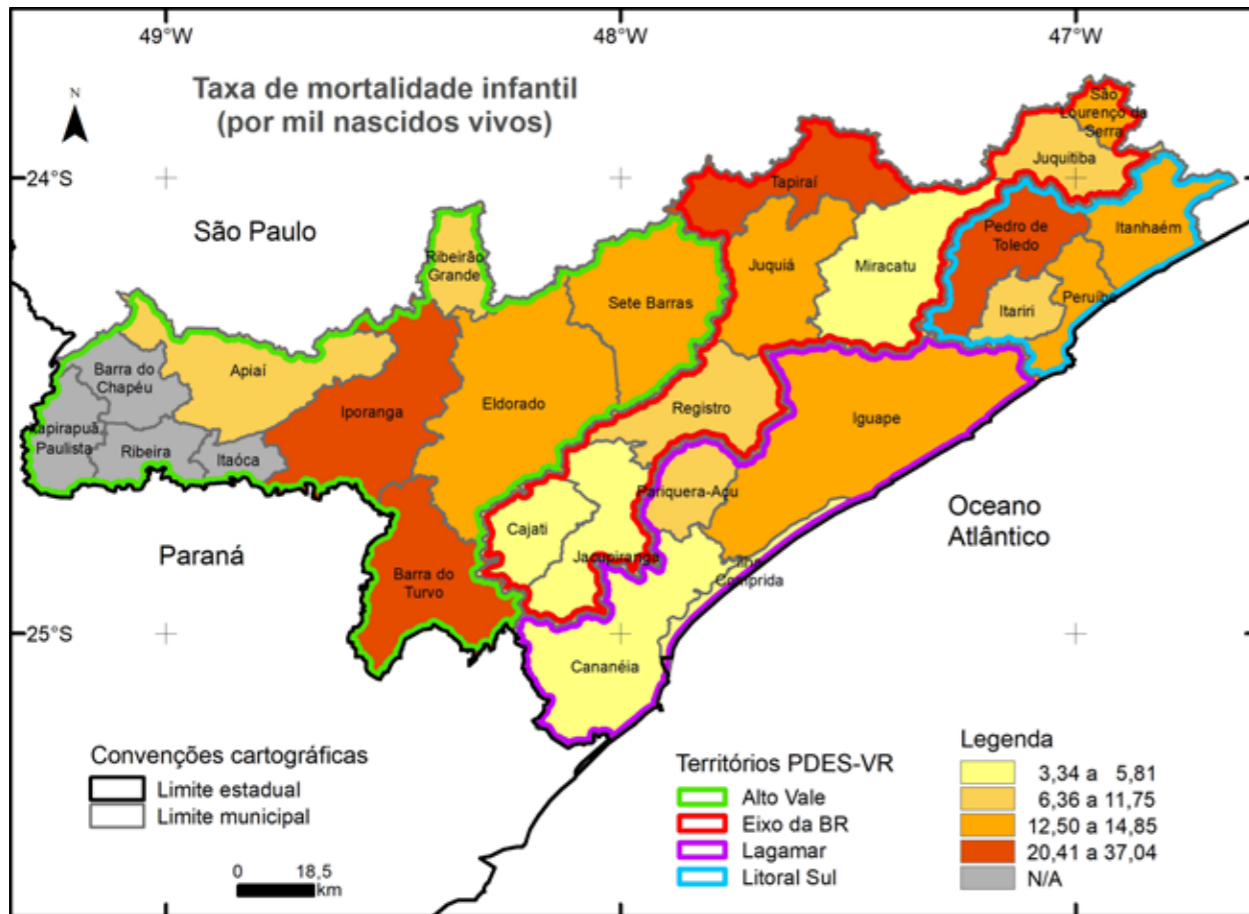 49°W
48°W
47°W
Taxa de mortalidade infantil
(por mil nascidos vivos)
N
24°S
25°S
São Paulo
Paraná
Oceano
Atlântico
São
Lourenço da
Serra
Juquitiba
Tapiraí
Itanhaém
Pedro de
Toledo
Juquiá
Miracatu
Ribeirão
Grande
Sete Barras
Itariri
Peruíbe
Barra do
Chapéu
Apiaí
Iporanga
Eldorado
Registro
Iguape
Itapirapuã
Paulista
Ribeira
Itaóca
Pariquera-Açu
Cajati
Jacupiranga
Ilha
Comprida
Barra do
Turvo
Cananéia
Convenções cartográficas
Limite estadual
Limite municipal
0 18,5
km
Territórios PDES-VR
Alto Vale
Eixo da BR
Lagamar
Litoral Sul
Legenda
3,34 a 5,81
6,36 a 11,75
12,50 a 14,85
20,41 a 37,04
N/A